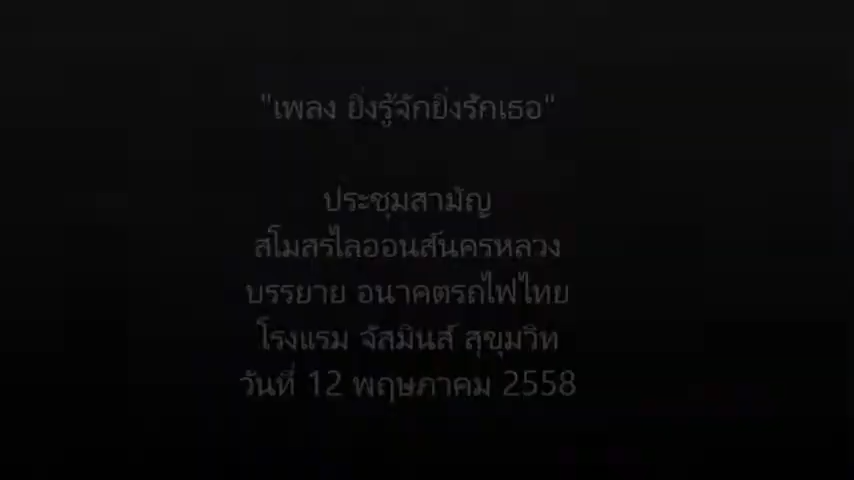 "เพลง ยิ่งรู้จักยิ่งรักเธอ"
ประชุมสามัญ
สโมสรไลออนส์นครหลวง
บรรยาย อนาคตรถไฟไทย
โรงแรม จัสมินส์ สุขุมวิท
วันที่ 12 พฤษภาคม 2558